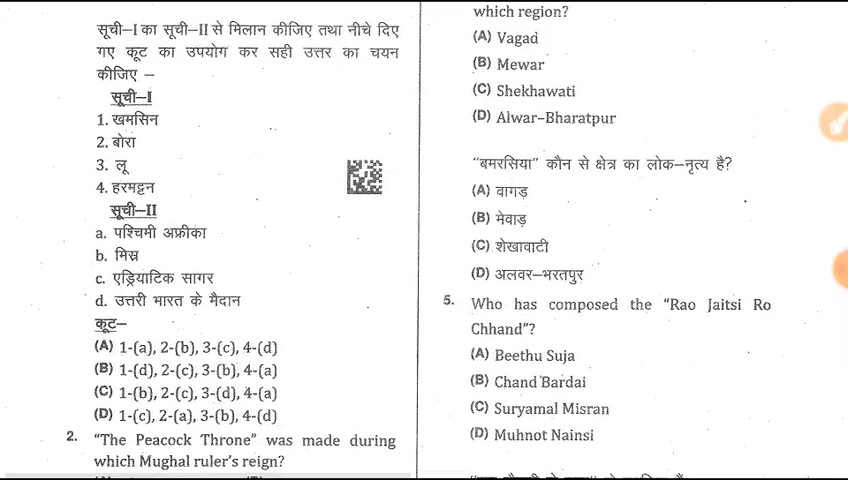 सूची–I का सूची–II से मिलान कीजिए तथा नीचे दिए
गए कूट का उपयोग कर सही उत्तर का चयन
कीजिए –
सूची–I
1. खमसिन
2. बोरा
3. लू
4. हरमट्टन
सूची–II
a. पश्चिमी अफ्रीका
b. मिस्र
c. एड्रियाटिक सागर
d. उत्तरी भारत के मैदान
कूट–
(A) 1-(a), 2-(b), 3-(c), 4-(d)
(B) 1-(d), 2-(c), 3-(b), 4-(a)
(C) 1-(b), 2-(c), 3-(d), 4-(a)
(D) 1-(c), 2-(a), 3-(b), 4-(d)
2. “The Peacock Throne” was made during
which Mughal ruler’s reign?
which region?
(A) Vagad
(B) Mewar
(C) Shekhawati
(D) Alwar–Bharatpur
“बमरसिया” कौन से क्षेत्र का लोक–नृत्य है?
(A) वागड़
(B) मेवाड़
(C) शेखावाटी
(D) अलवर–भरतपुर
5. Who has composed the “Rao Jaitsi Ro
Chhand”?
(A) Beethu Suja
(B) Chand Bardai
(C) Suryamal Misran
(D) Muhnot Nainsi